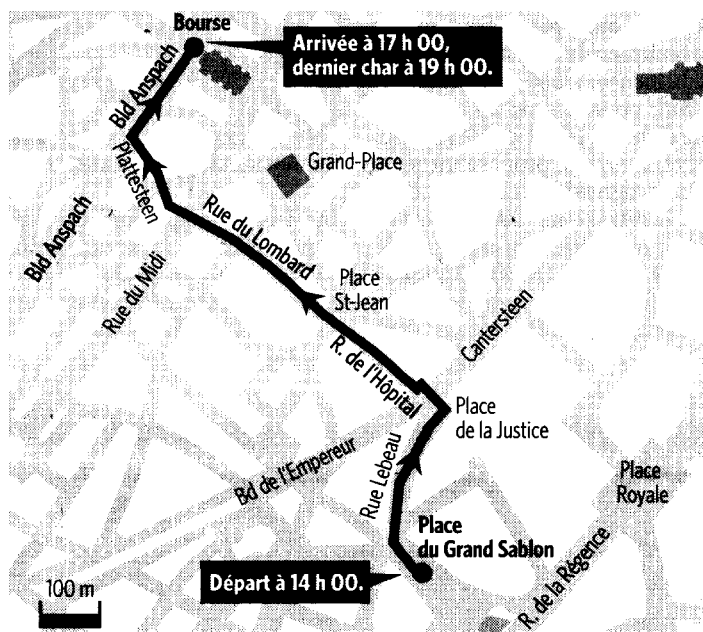 Bourse
Arrivée à 17 h 00,
dernier char à 19 h 00.
Bld Anspach
Plattesteen
Grand-Place
Rue du Lombard
Bld Anspach
Rue du Midi
Place
St-Jean
Cantersteen
R. de l'Hôpital
Place
de la Justice
Bd de l'Empereur
Rue Lebeau
Place
Royale
Place
du Grand Sablon
Départ à 14 h 00.
R. de la Régence
100 m